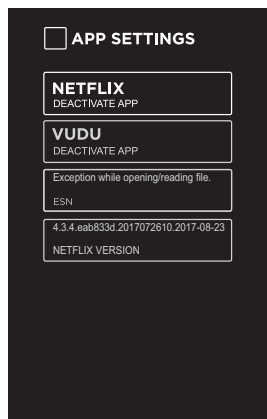 APP SETTINGS
NETFLIX
DEACTIVATE APP
VUDU
DEACTIVATE APP
Exception while opening/reading file.
ESN
4.3.4.eab833d.2017072610.2017-08-23
NETFLIX VERSION